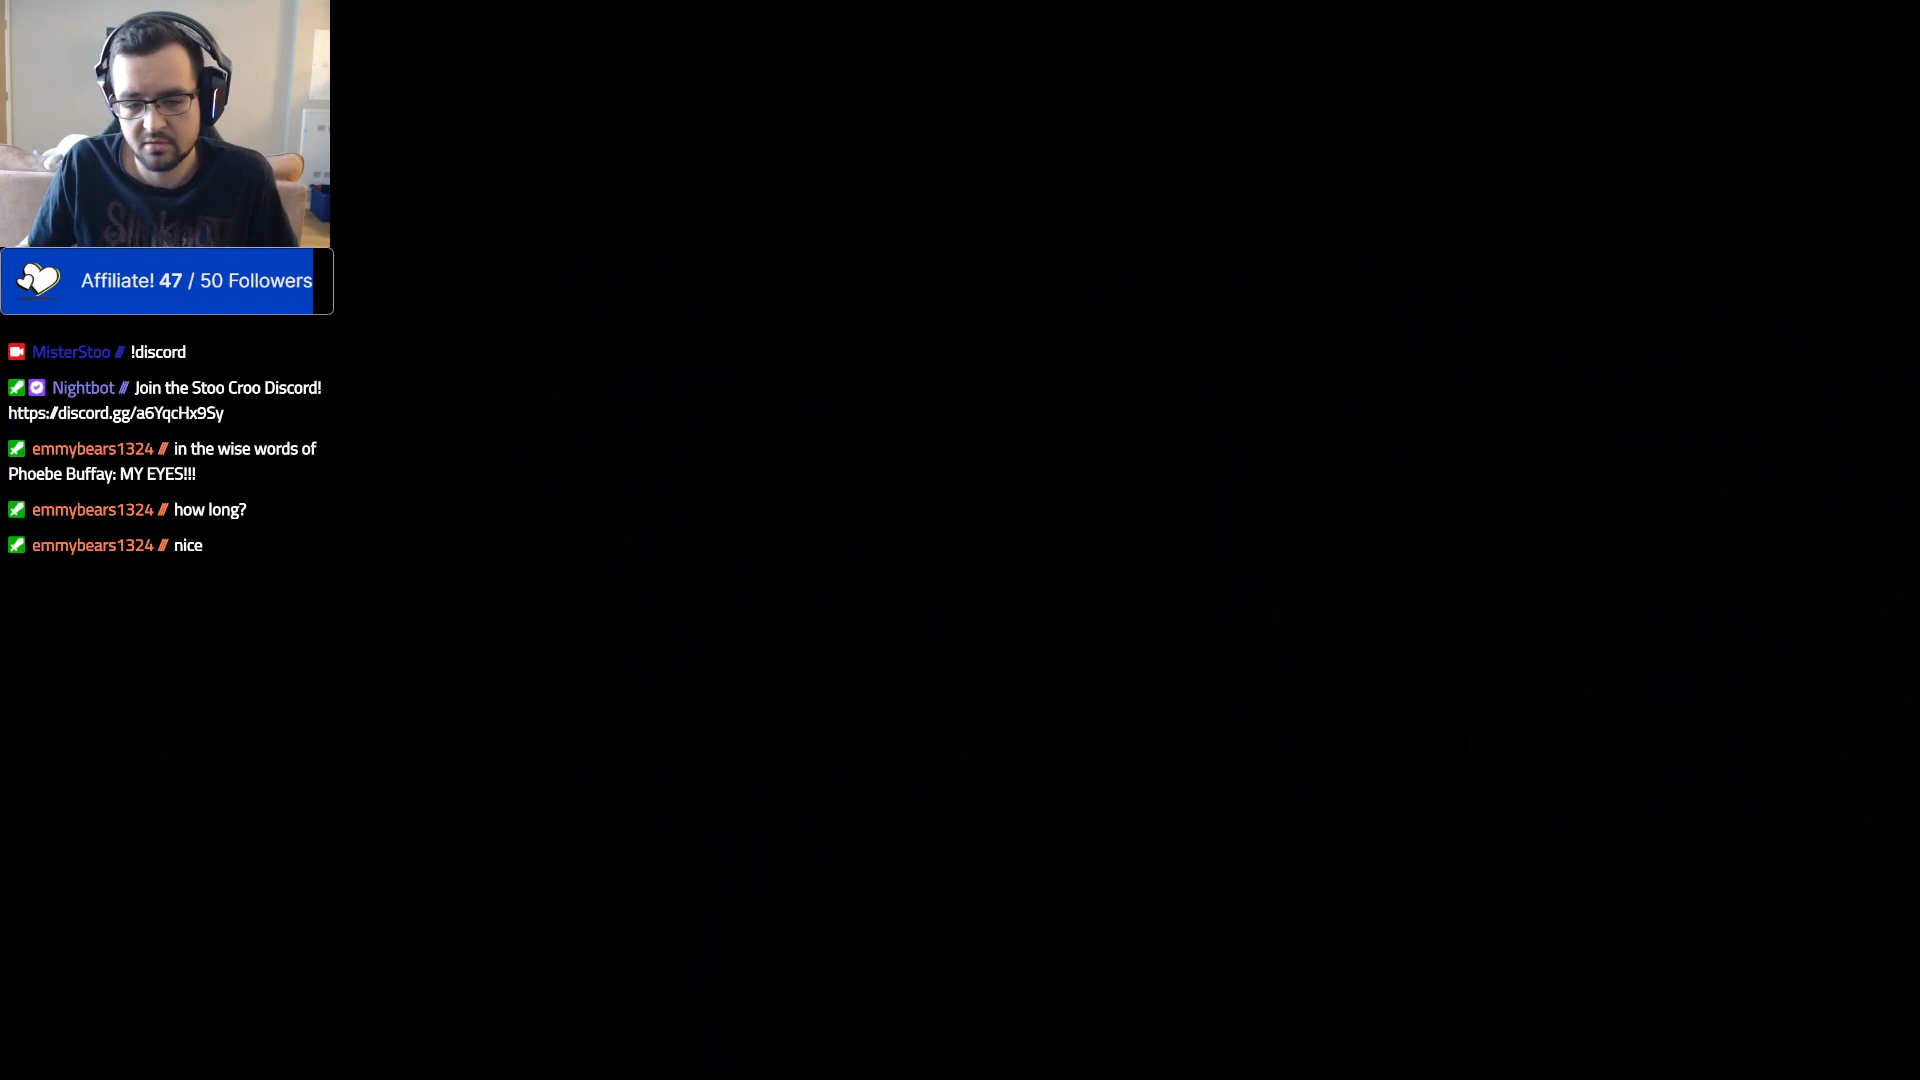 Slipknot
Affiliate! 47 / 50 Followers
MisterStoo /// !discord
Nightbot /// Join the Stoo Croo Discord!
https://discord.gg/a6YqcHx9Sy
emmybears1324 /// in the wise words of
Phoebe Buffay: MY EYES!!!
emmybears1324 /// how long?
emmybears1324 /// nice